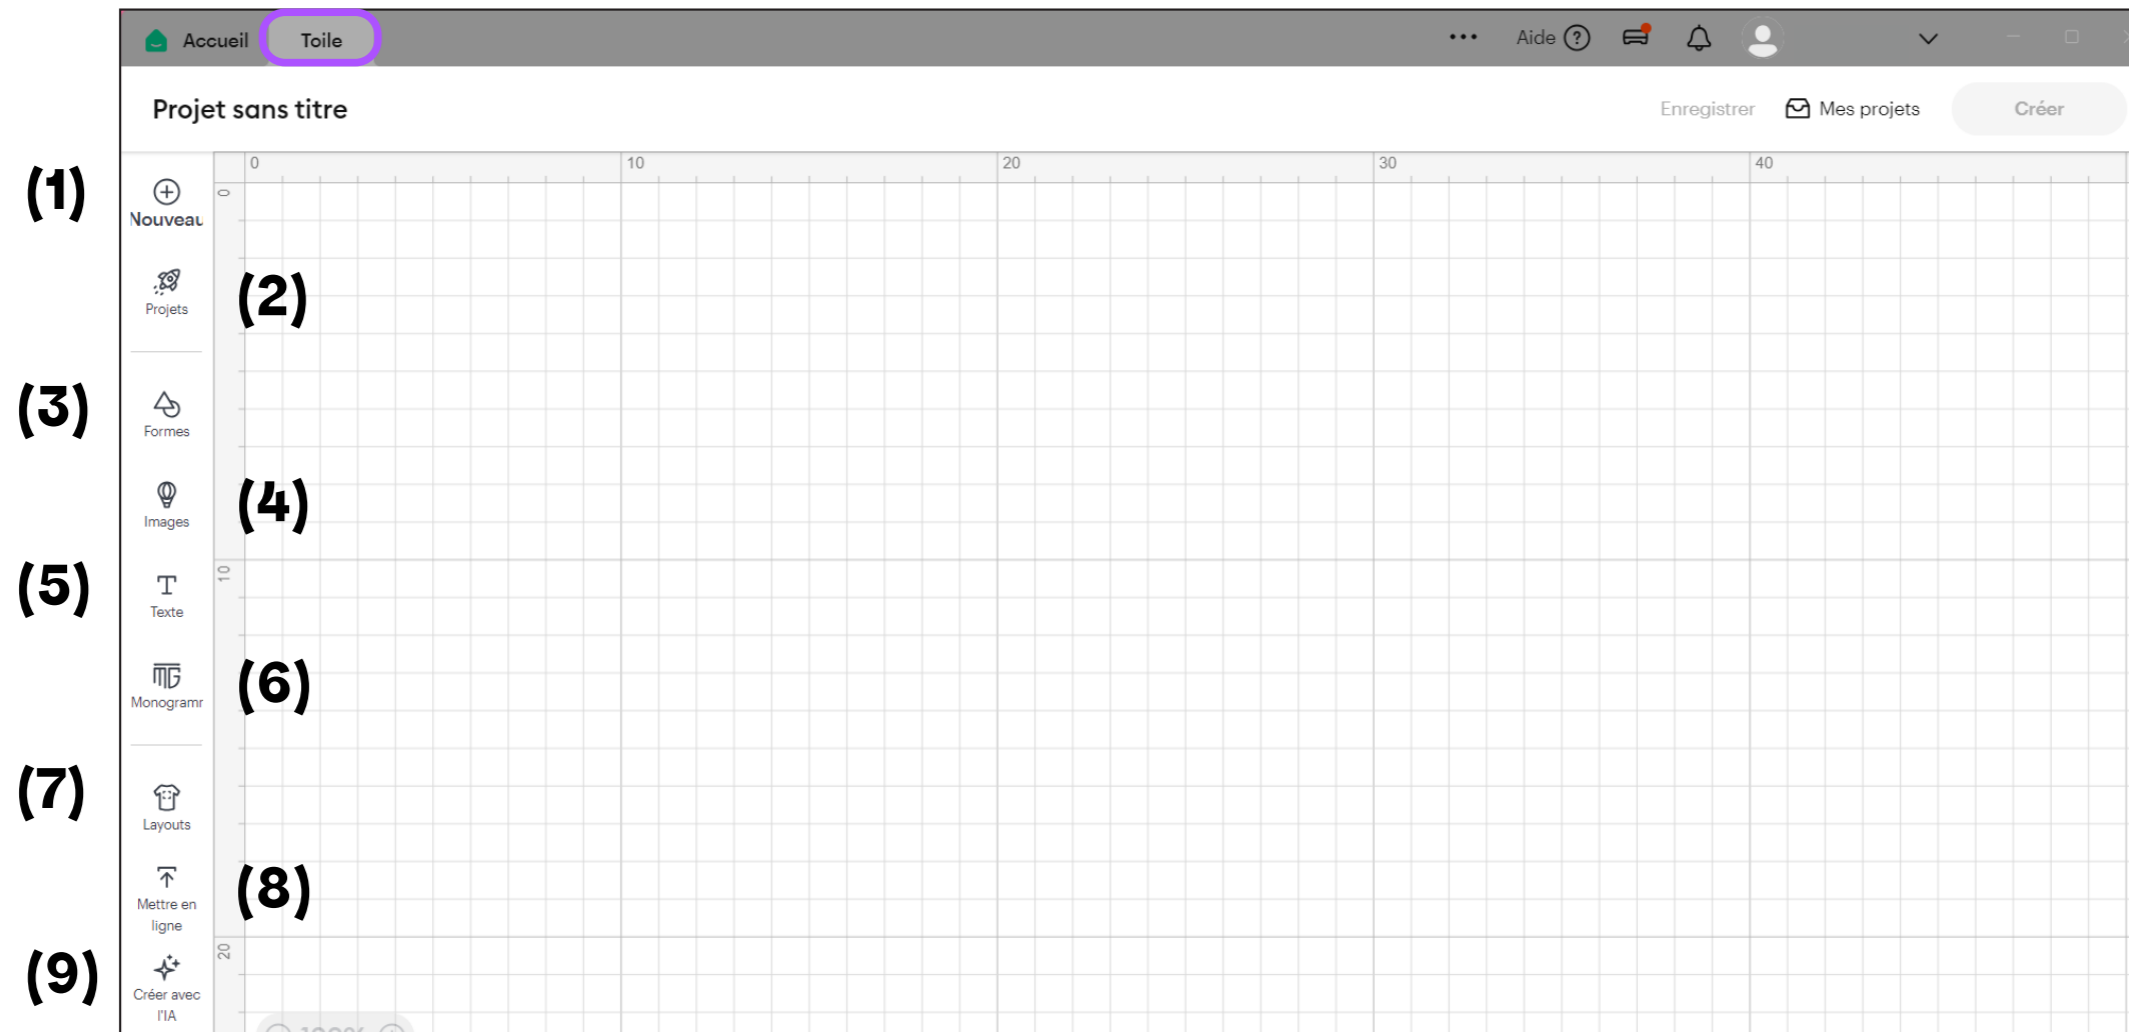 Accueil Toile Aide
Projet sans titre Enregistrer Mes projets Créer
0 10 20 30 40
(1) Nouveau 0
Projets (2)
(3) Formes
Images (4)
(5) Texte 10
Monogramr (6)
(7) Layouts
Mettre en
ligne (8)
(9) Créer avec
l'IA 20
100%